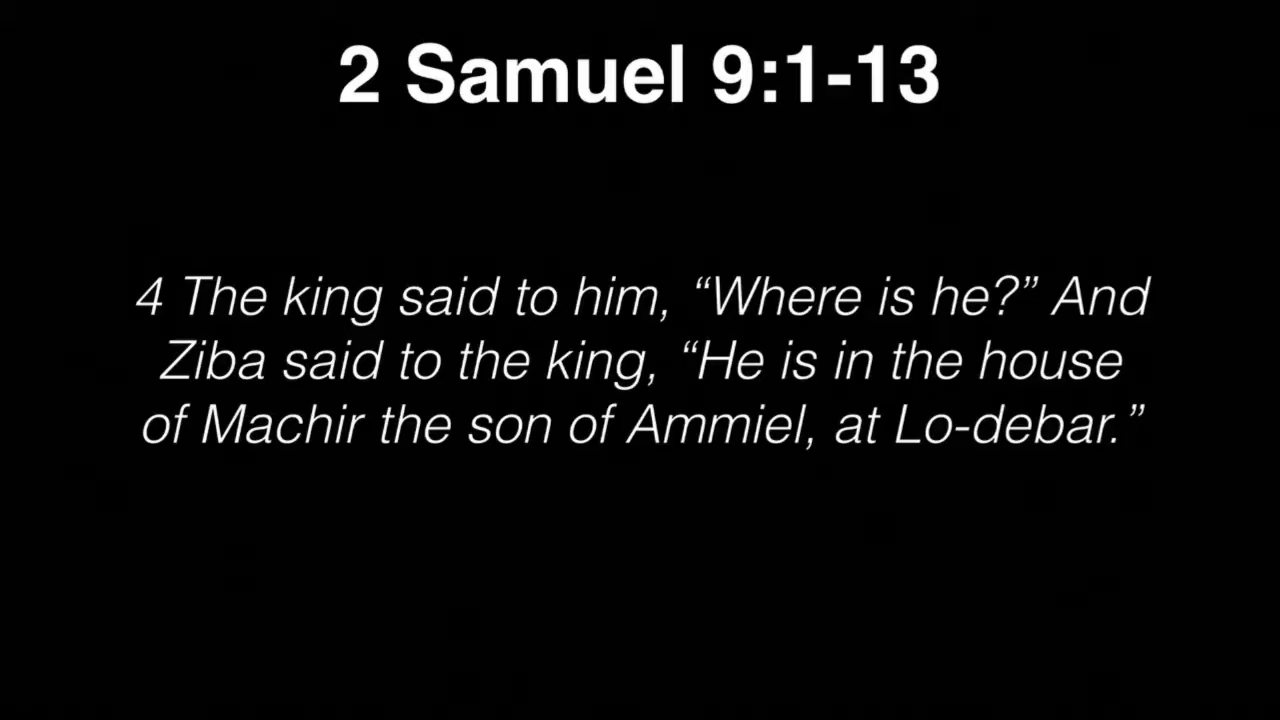 2 Samuel 9:1-13
4 The king said to him, “Where is he?” And
Ziba said to the king, “He is in the house
of Machir the son of Ammiel, at Lo-debar.”